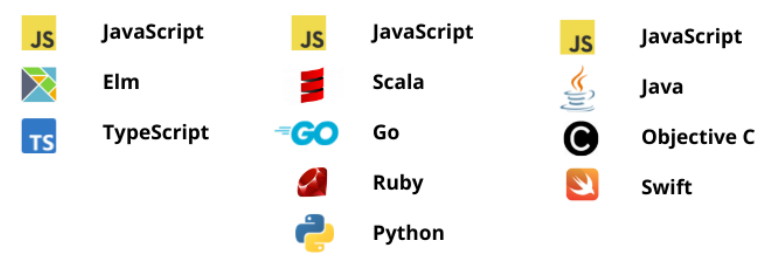 JS JavaScript
Elm
TS TypeScript
JS JavaScript
Scala
GO Go
Ruby
Python
JS JavaScript
Java
C Objective C
Swift